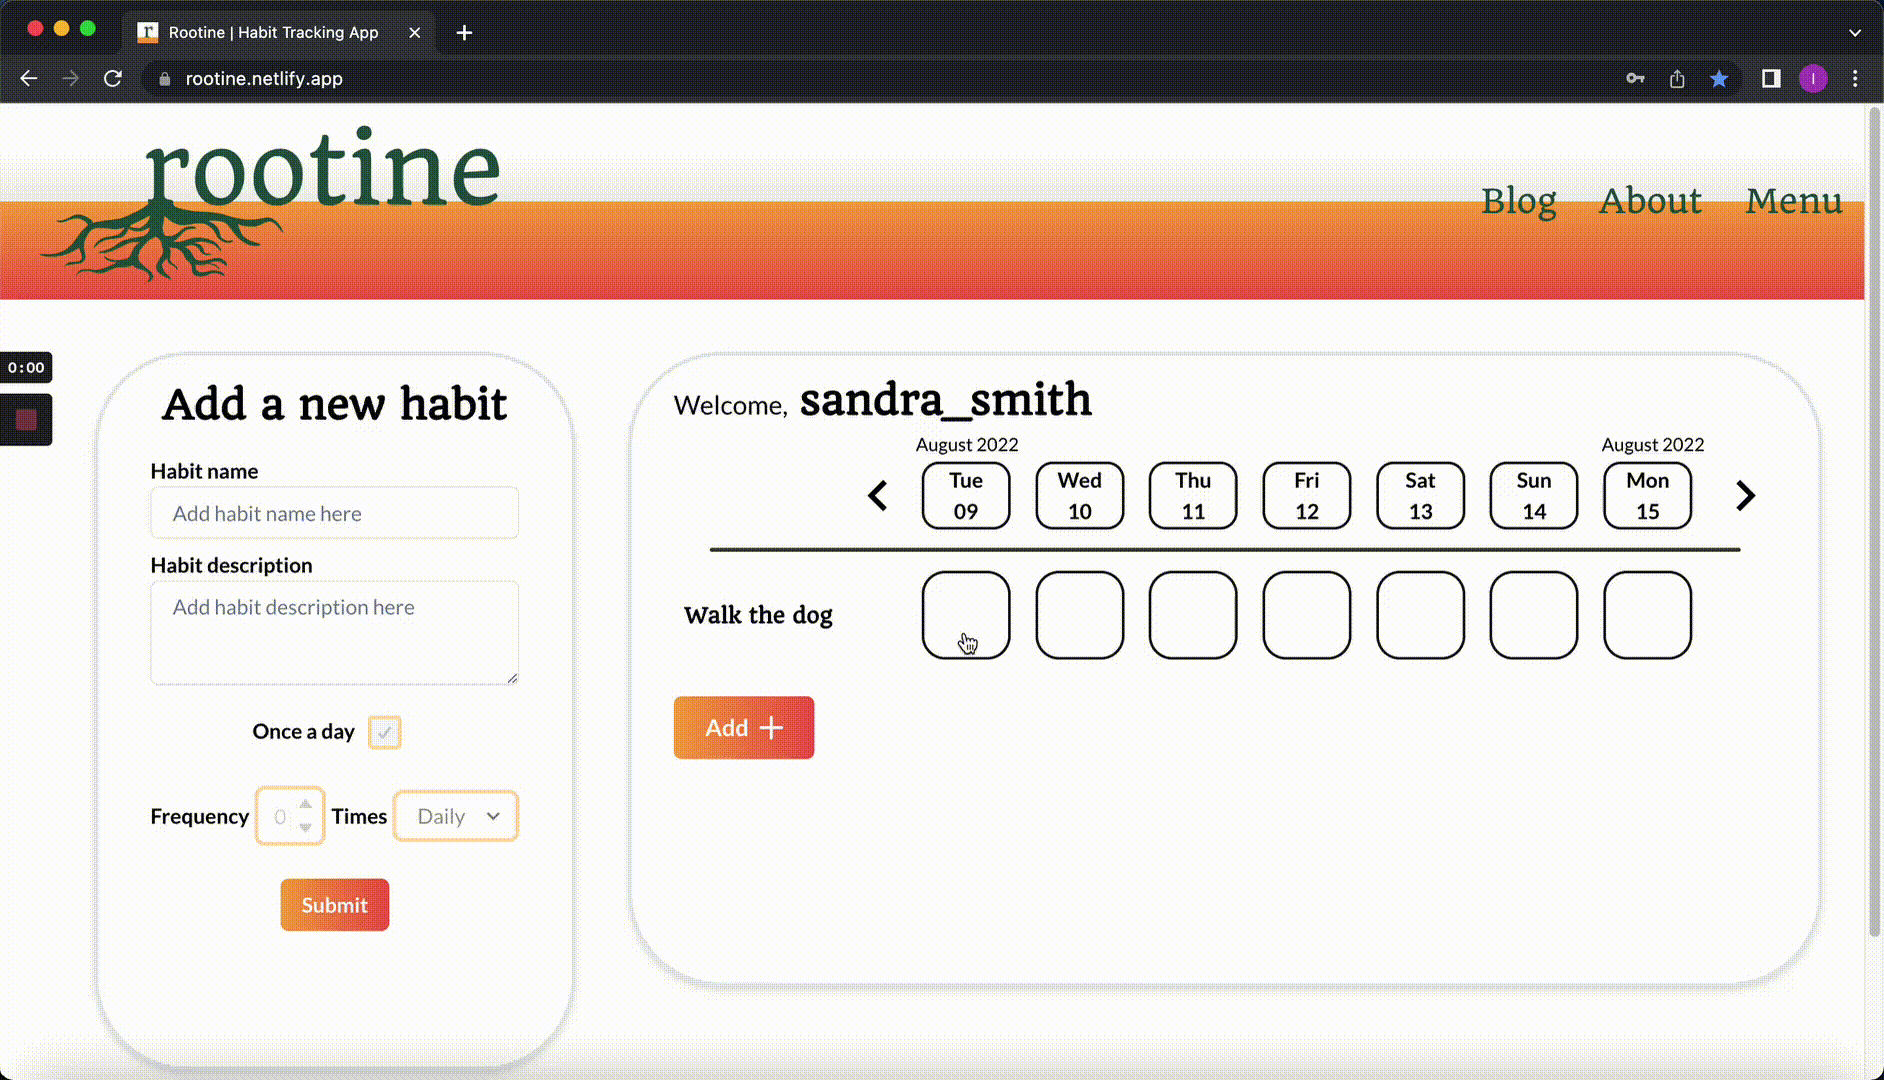 Rootine | Habit Tracking App
rootine.netlify.app
I
rootine
Blog About Menu
0:00
Add a new habit
Habit name
Add habit name here
Habit description
Add habit description here
Once a day
Frequency 0 Times Daily
Submit
Welcome, sandra_smith
August 2022 August 2022
Tue Wed Thu Fri Sat Sun Mon
09 10 11 12 13 14 15
Walk the dog
Add +